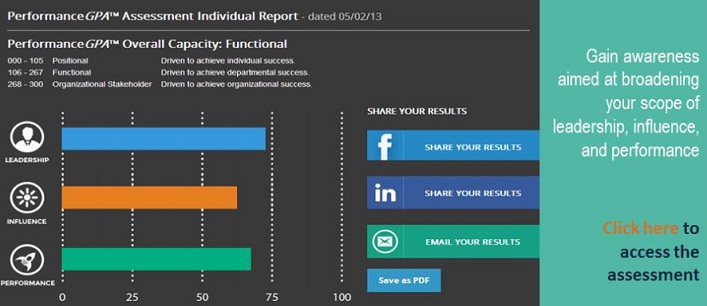 PerformanceGPA™ Assessment Individual Report - dated 05/02/13
PerformanceGPA™ Overall Capacity: Functional
000 - 105 Positional Driven to achieve individual success.
106 - 267 Functional Driven to achieve departmental success.
268 - 300 Organizational Stakeholder Driven to achieve organizational success.
LEADERSHIP
INFLUENCE
PERFORMANCE
0 25 50 75 100
SHARE YOUR RESULTS
f SHARE YOUR RESULTS
in SHARE YOUR RESULTS
EMAIL YOUR RESULTS
Save as PDF
Gain awareness
aimed at broadening
your scope of
leadership, influence,
and performance
Click here to
access the
assessment